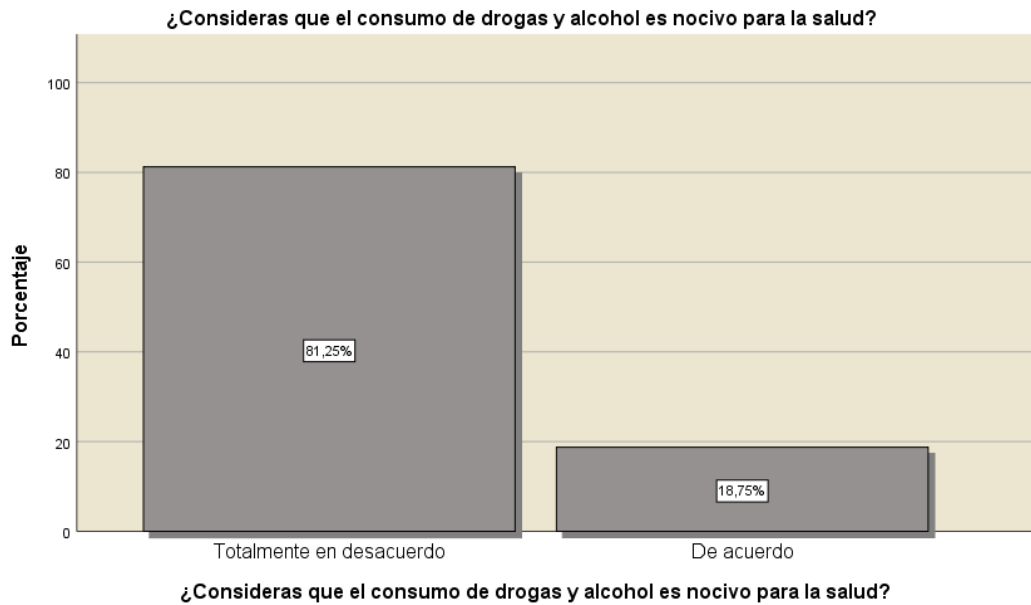 ¿Consideras que el consumo de drogas y alcohol es nocivo para la salud?
100
80
60
40
20
0
Porcentaje
81,25%
18,75%
Totalmente en desacuerdo
De acuerdo
¿Consideras que el consumo de drogas y alcohol es nocivo para la salud?